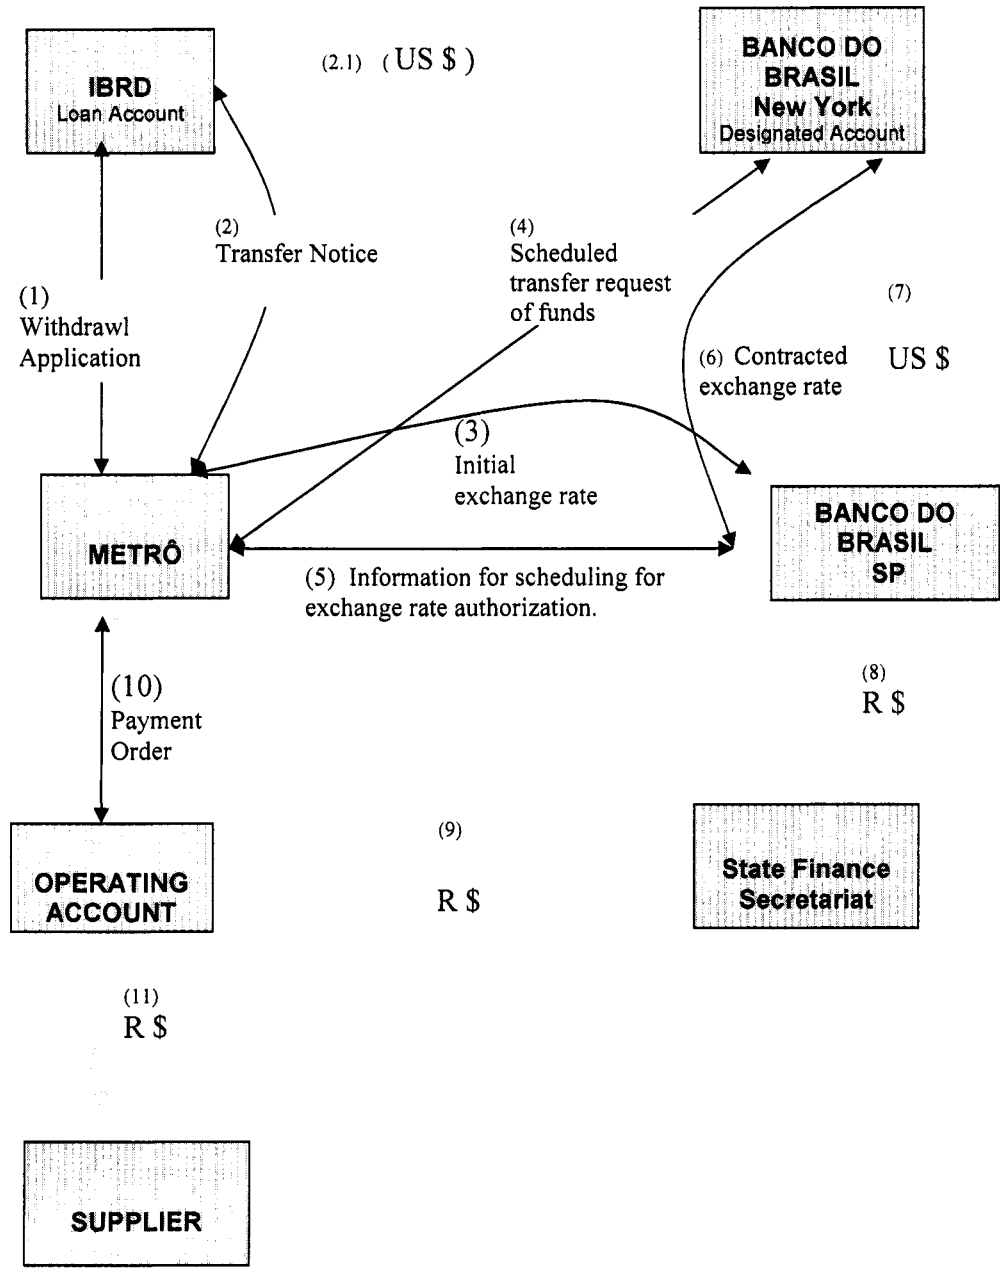 IBRD
Loan Account
(2.1) ( US $ )
BANCO DO
BRASIL
New York
Designated Account
(2)
Transfer Notice
(4)
Scheduled
transfer request
of funds
(1)
Withdrawl
Application
(7)
US $
(6) Contracted
exchange rate
(3)
Initial
exchange rate
METRÔ
BANCO DO
BRASIL
SP
(5) Information for scheduling for
exchange rate authorization.
(10)
Payment
Order
(8)
R $
OPERATING
ACCOUNT
(9)
R $
State Finance
Secretariat
(11)
R $
SUPPLIER